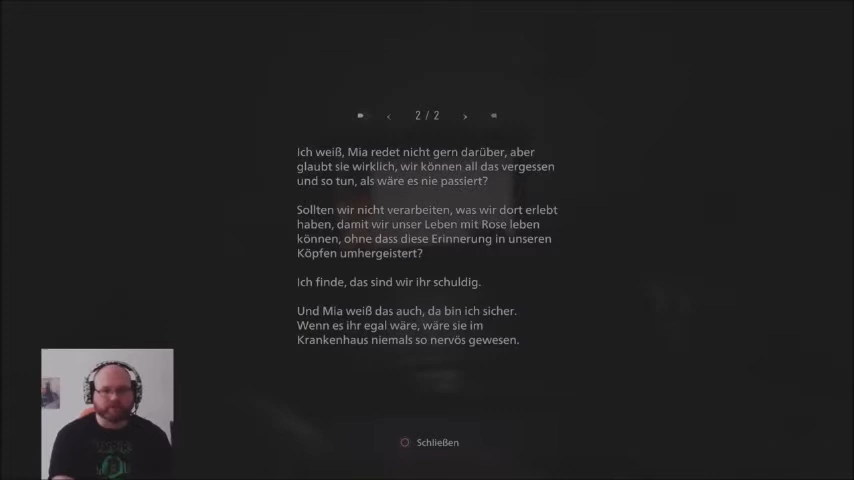 2 / 2
Ich weiß, Mia redet nicht gern darüber, aber
glaubt sie wirklich, wir können all das vergessen
und so tun, als wäre es nie passiert?
Sollten wir nicht verarbeiten, was wir dort erlebt
haben, damit wir unser Leben mit Rose leben
können, ohne dass diese Erinnerung in unseren
Köpfen umhergeistert?
Ich finde, das sind wir ihr schuldig.
Und Mia weiß das auch, da bin ich sicher.
Wenn es ihr egal wäre, wäre sie im
Krankenhaus niemals so nervös gewesen.
Schließen